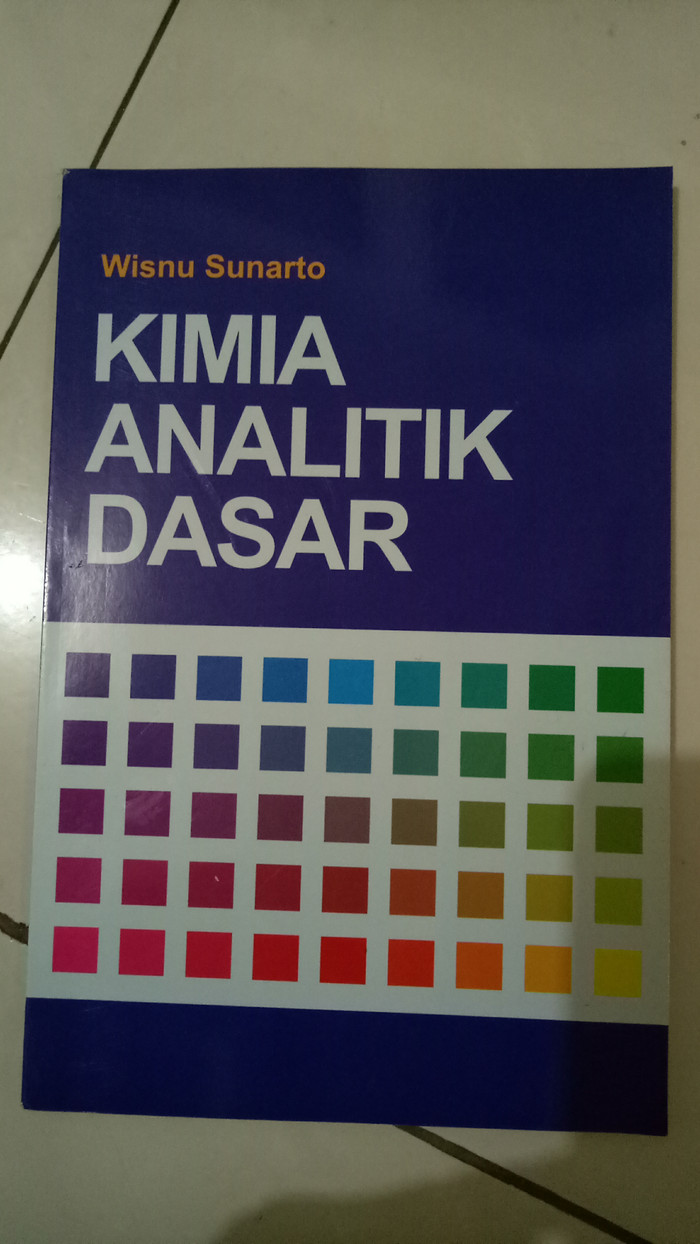 Wisnu Sunarto
KIMIA
ANALITIK
DASAR